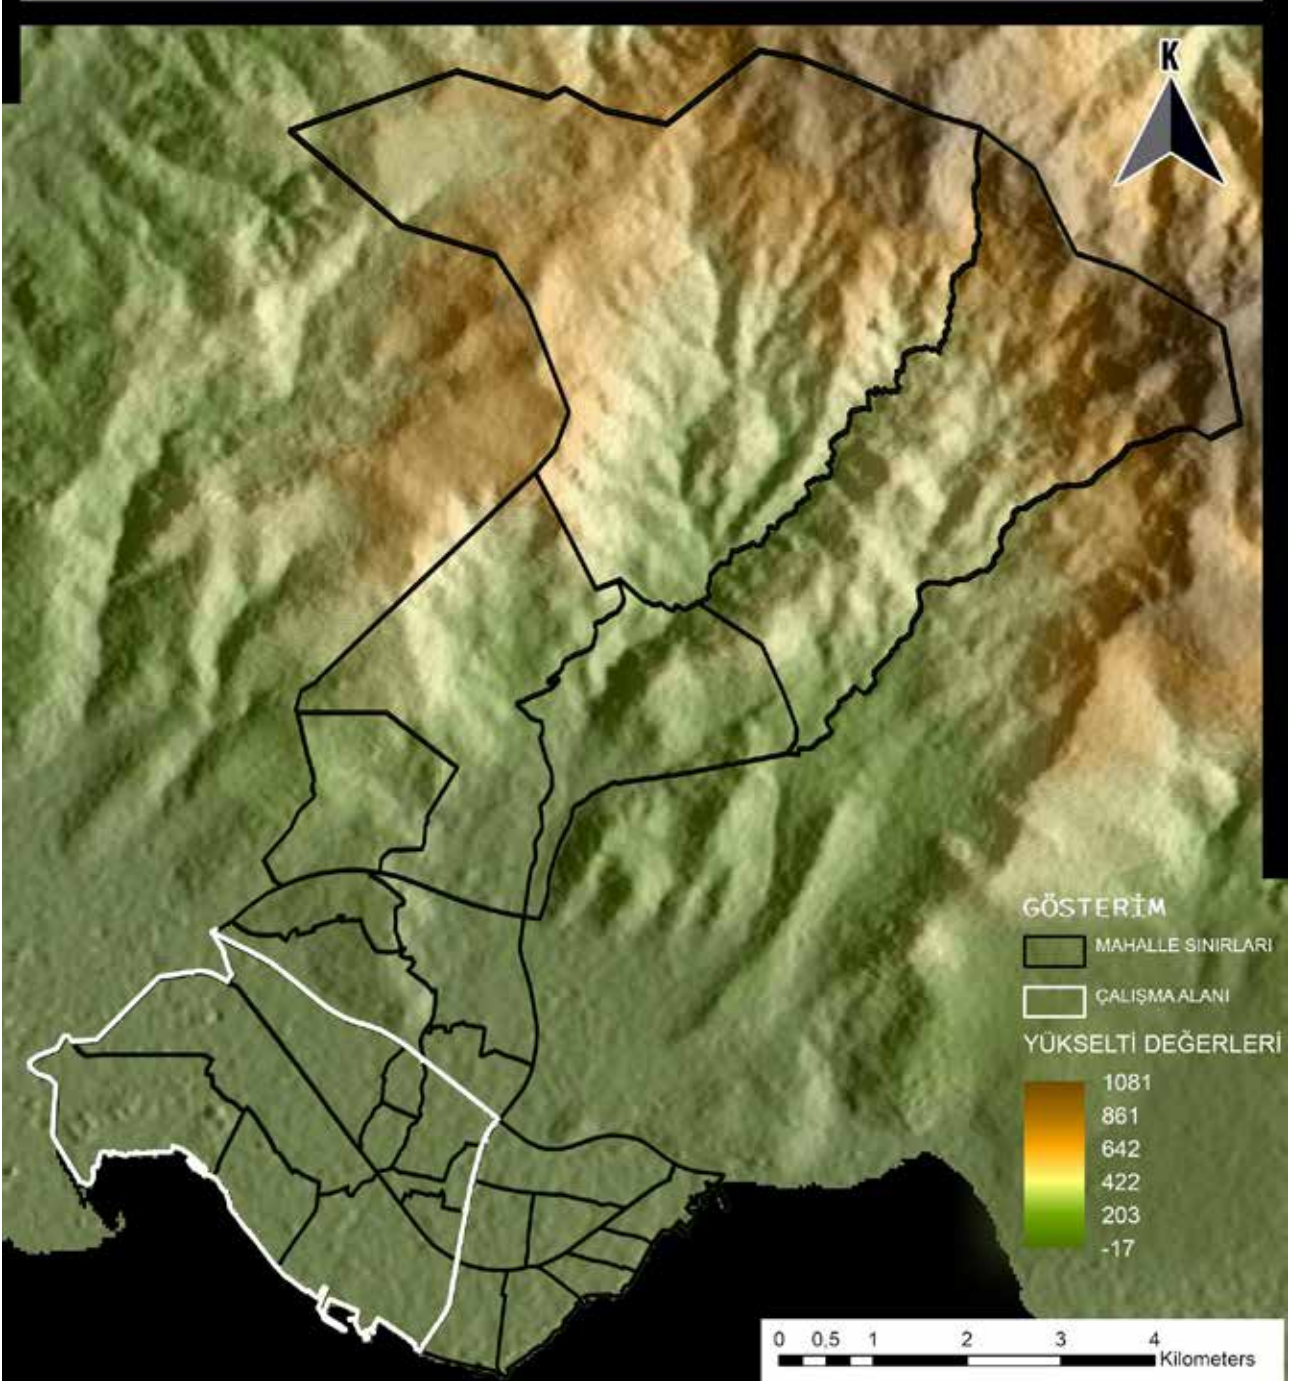 K
GÖSTERİM
MAHALLE SINIRLARI
ÇALIŞMA ALANI
YÜKSELTİ DEĞERLERİ
1081
861
642
422
203
-17
0 0,5 1 2 3 4
Kilometers